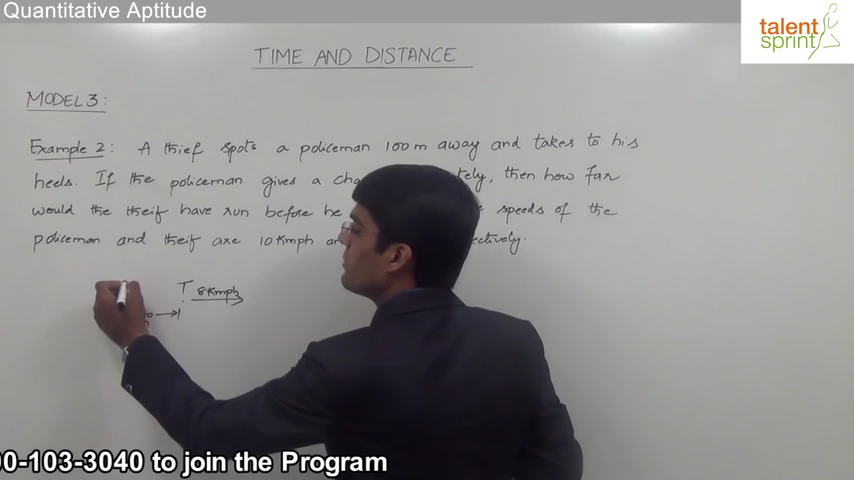 Quantitative Aptitude
talent
sprint
TIME AND DISTANCE
MODEL 3:
Example 2: A thief spots a policeman 100 m away and takes to his
heels. If the policeman gives a cha tely, then how far
would the theif have run before he speeds of the
policeman and theif are 10 Kmph an ectively.
T 8 Kmph
00-103-3040 to join the Program